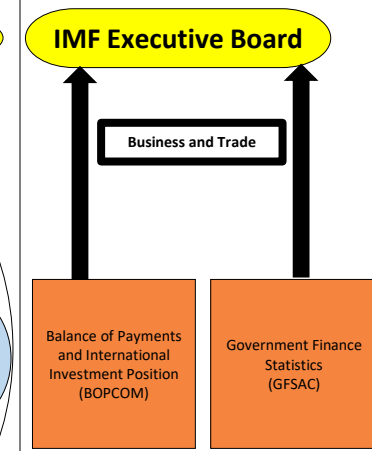 IMF Executive Board
Business and Trade
Balance of Payments
and International
Investment Position
(BOPCOM)
Government Finance
Statistics
(GFSAC)